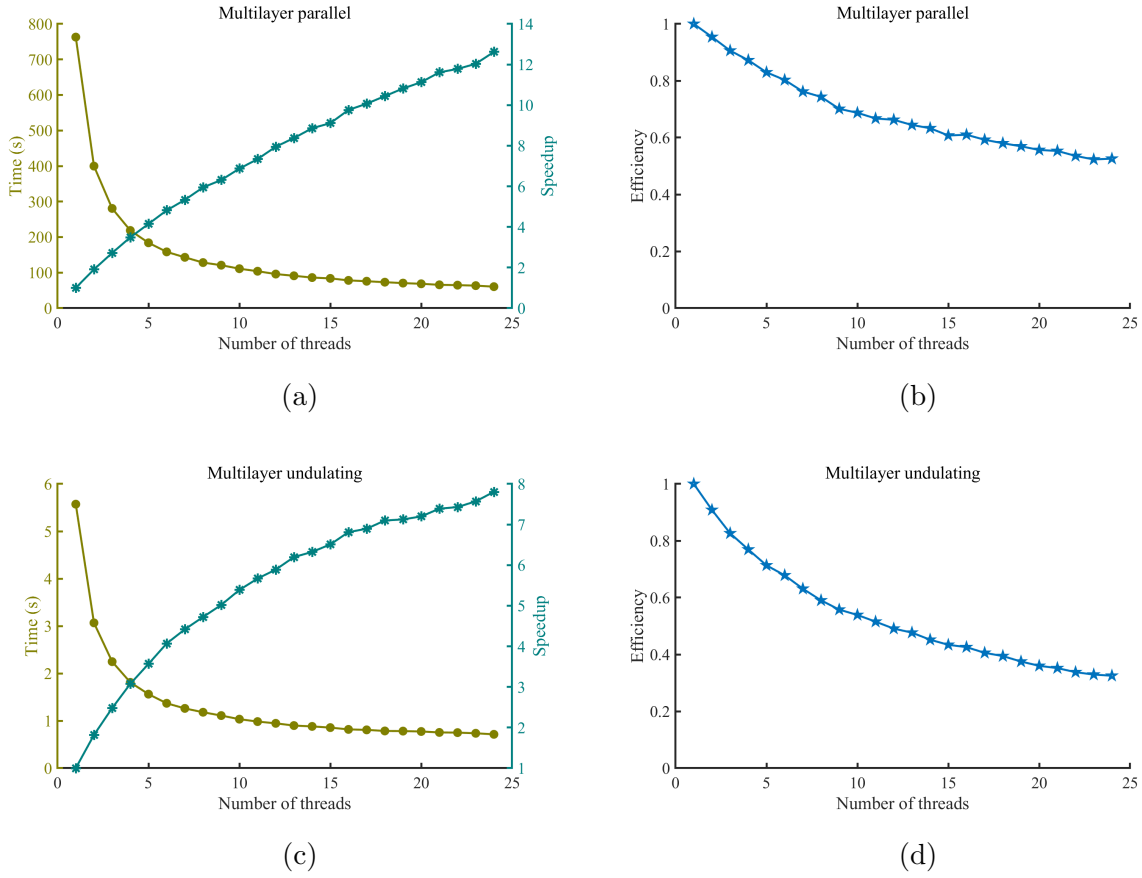 Multilayer parallel
800
700
600
500
400
300
200
100
0
Time (s)
14
12
10
8
6
4
2
0
Speedup
0 5 10 15 20 25
Number of threads
(a)
Multilayer parallel
1
0.8
0.6
0.4
0.2
0
Efficiency
0 5 10 15 20 25
Number of threads
(b)
Multilayer undulating
6
5
4
3
2
1
0
Time (s)
8
7
6
5
4
3
2
1
Speedup
0 5 10 15 20 25
Number of threads
(c)
Multilayer undulating
1
0.8
0.6
0.4
0.2
0
Efficiency
0 5 10 15 20 25
Number of threads
(d)